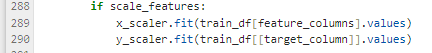 288 if scale_features:
289 x_scaler.fit(train_df[feature_columns].values)
290 y_scaler.fit(train_df[[target_column]].values)